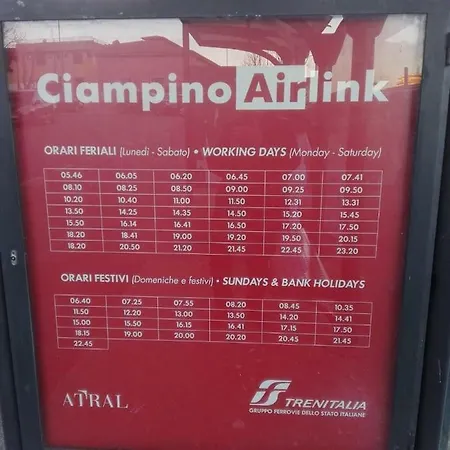 Ciampino Airlink
ORARI FERIALI (Lunedì - Sabato) • WORKING DAYS (Monday - Saturday)
05.46 06.05 06.20 06.45 07.00 07.41
08.10 08.25 08.50 09.00 09.25 09.50
10.20 10.40 11.00 11.50 12.31 13.31
13.50 14.25 14.35 14.50 15.20 15.45
15.50 16.14 16.41 16.50 17.20 17.50
18.20 18.41 19.00 19.20 19.50 20.15
18.20 20.50 21.20 21.45 22.45 23.20
ORARI FESTIVI (Domeniche e festivi) • SUNDAYS & BANK HOLIDAYS
06.40 07.25 07.55 08.20 08.45 10.35
11.50 12.20 13.00 13.50 14.20 14.41
15.00 15.50 16.15 16.41 17.15 17.50
18.15 19.00 20.00 20.20 20.45 21.45
22.45
ATRAL
TRENITALIA
GRUPPO FERROVIE DELLO STATO ITALIANE